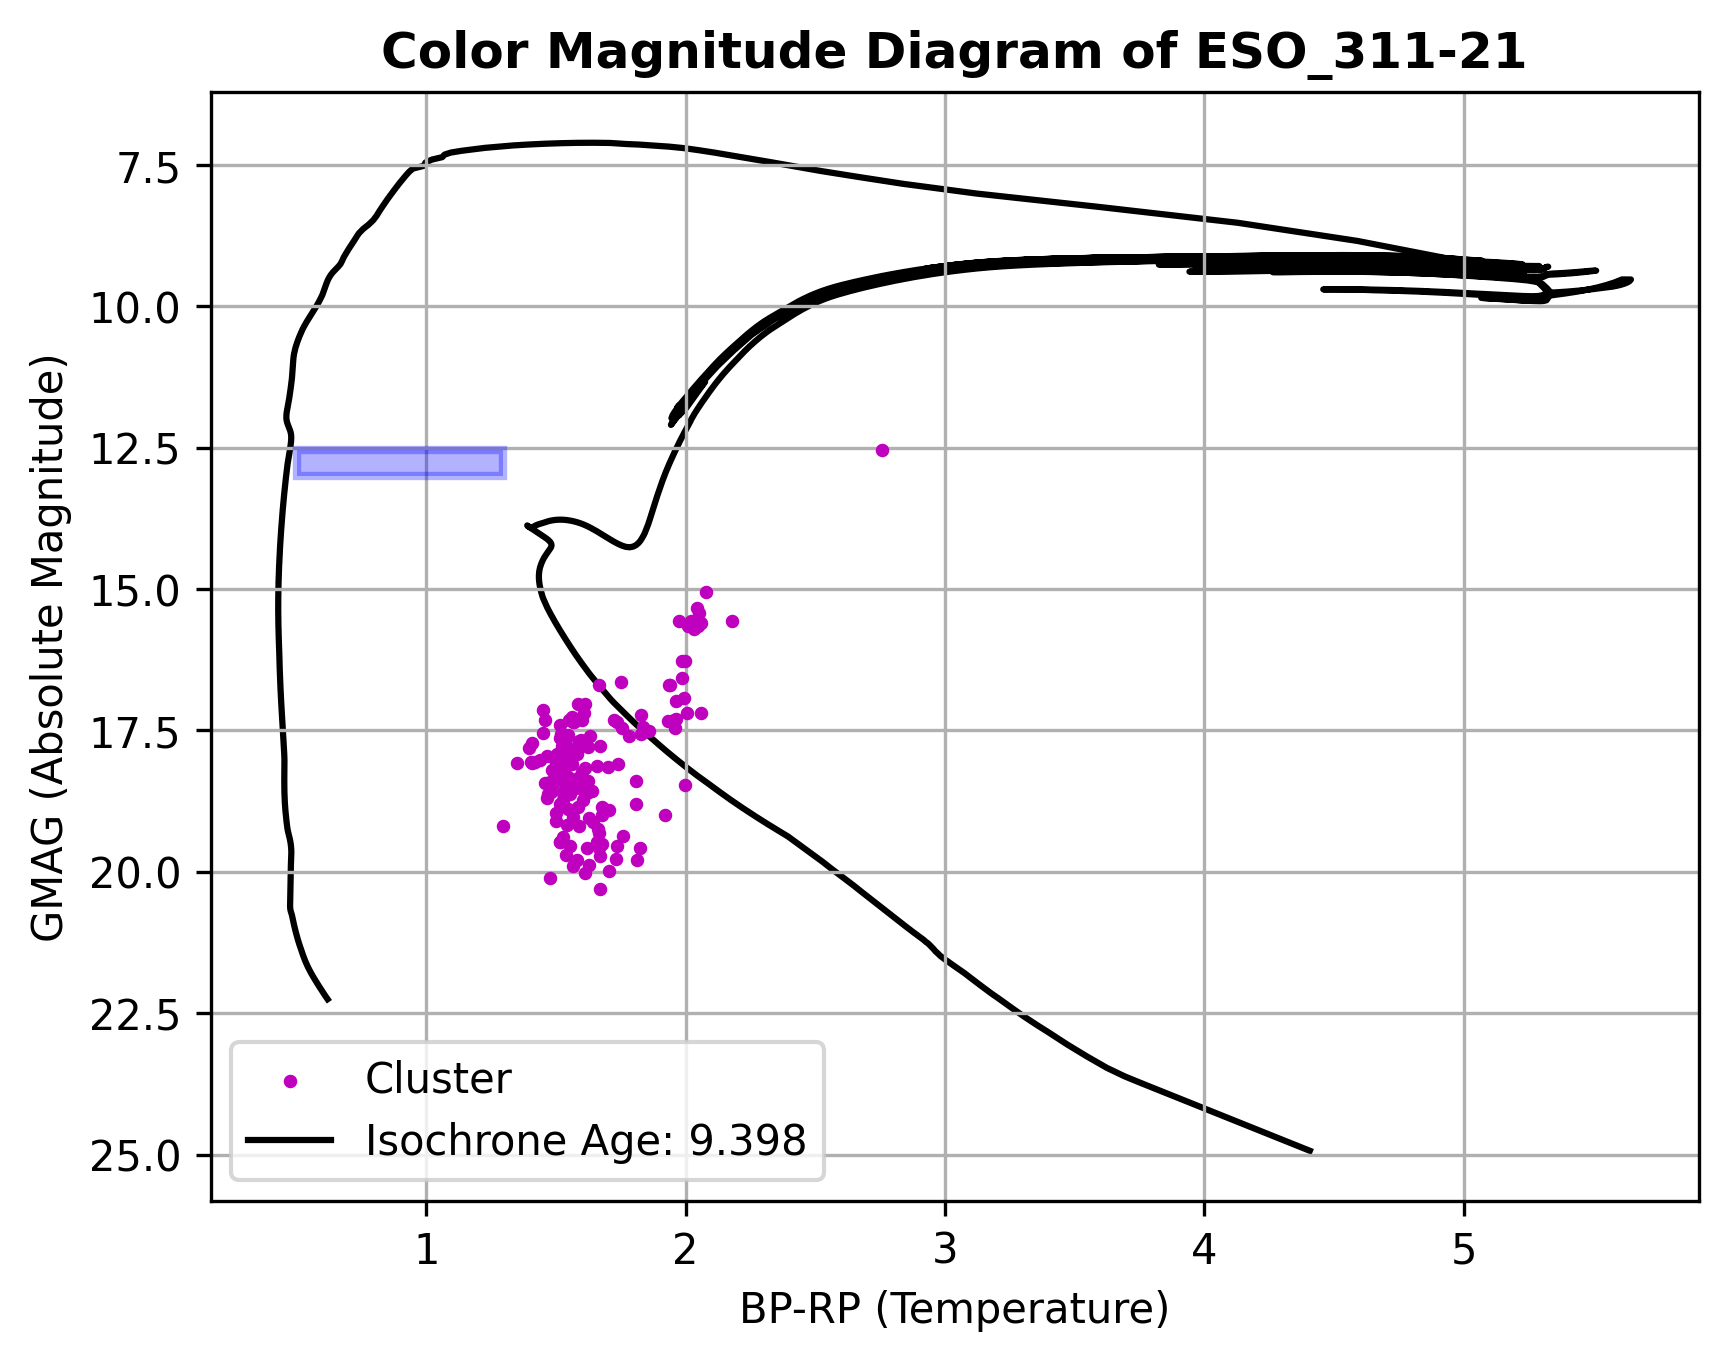 Color Magnitude Diagram of ESO_311-21
GMAG (Absolute Magnitude)
7.5
10.0
12.5
15.0
17.5
20.0
22.5
25.0
Cluster
Isochrone Age: 9.398
1 2 3 4 5
BP-RP (Temperature)